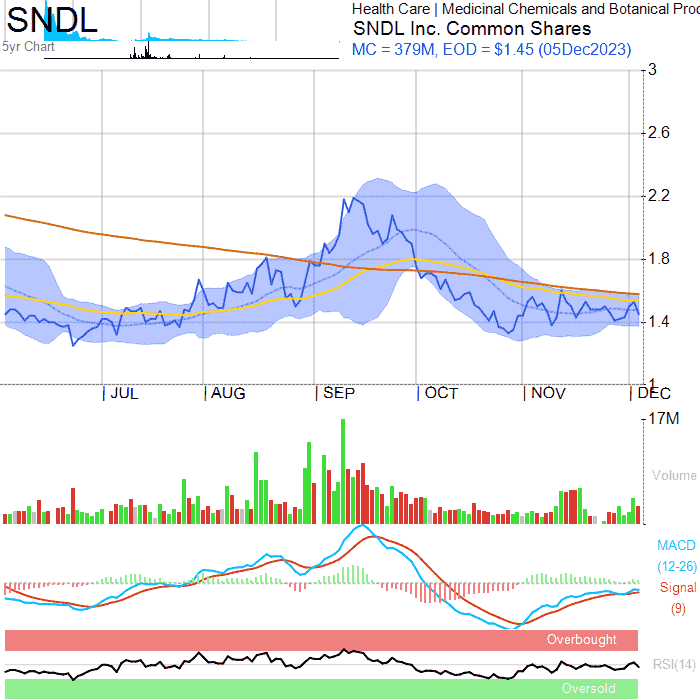 SNDL
Health Care | Medicinal Chemicals and Botanical Proc
SNDL Inc. Common Shares
5yr Chart
MC = 379M, EOD = $1.45 (05Dec2023)
3
2.6
2.2
1.8
1.4
1
JUL
AUG
SEP
OCT
NOV
DEC
17M
Volume
MACD
(12-26)
Signal
(9)
Overbought
RSI(14)
Oversold